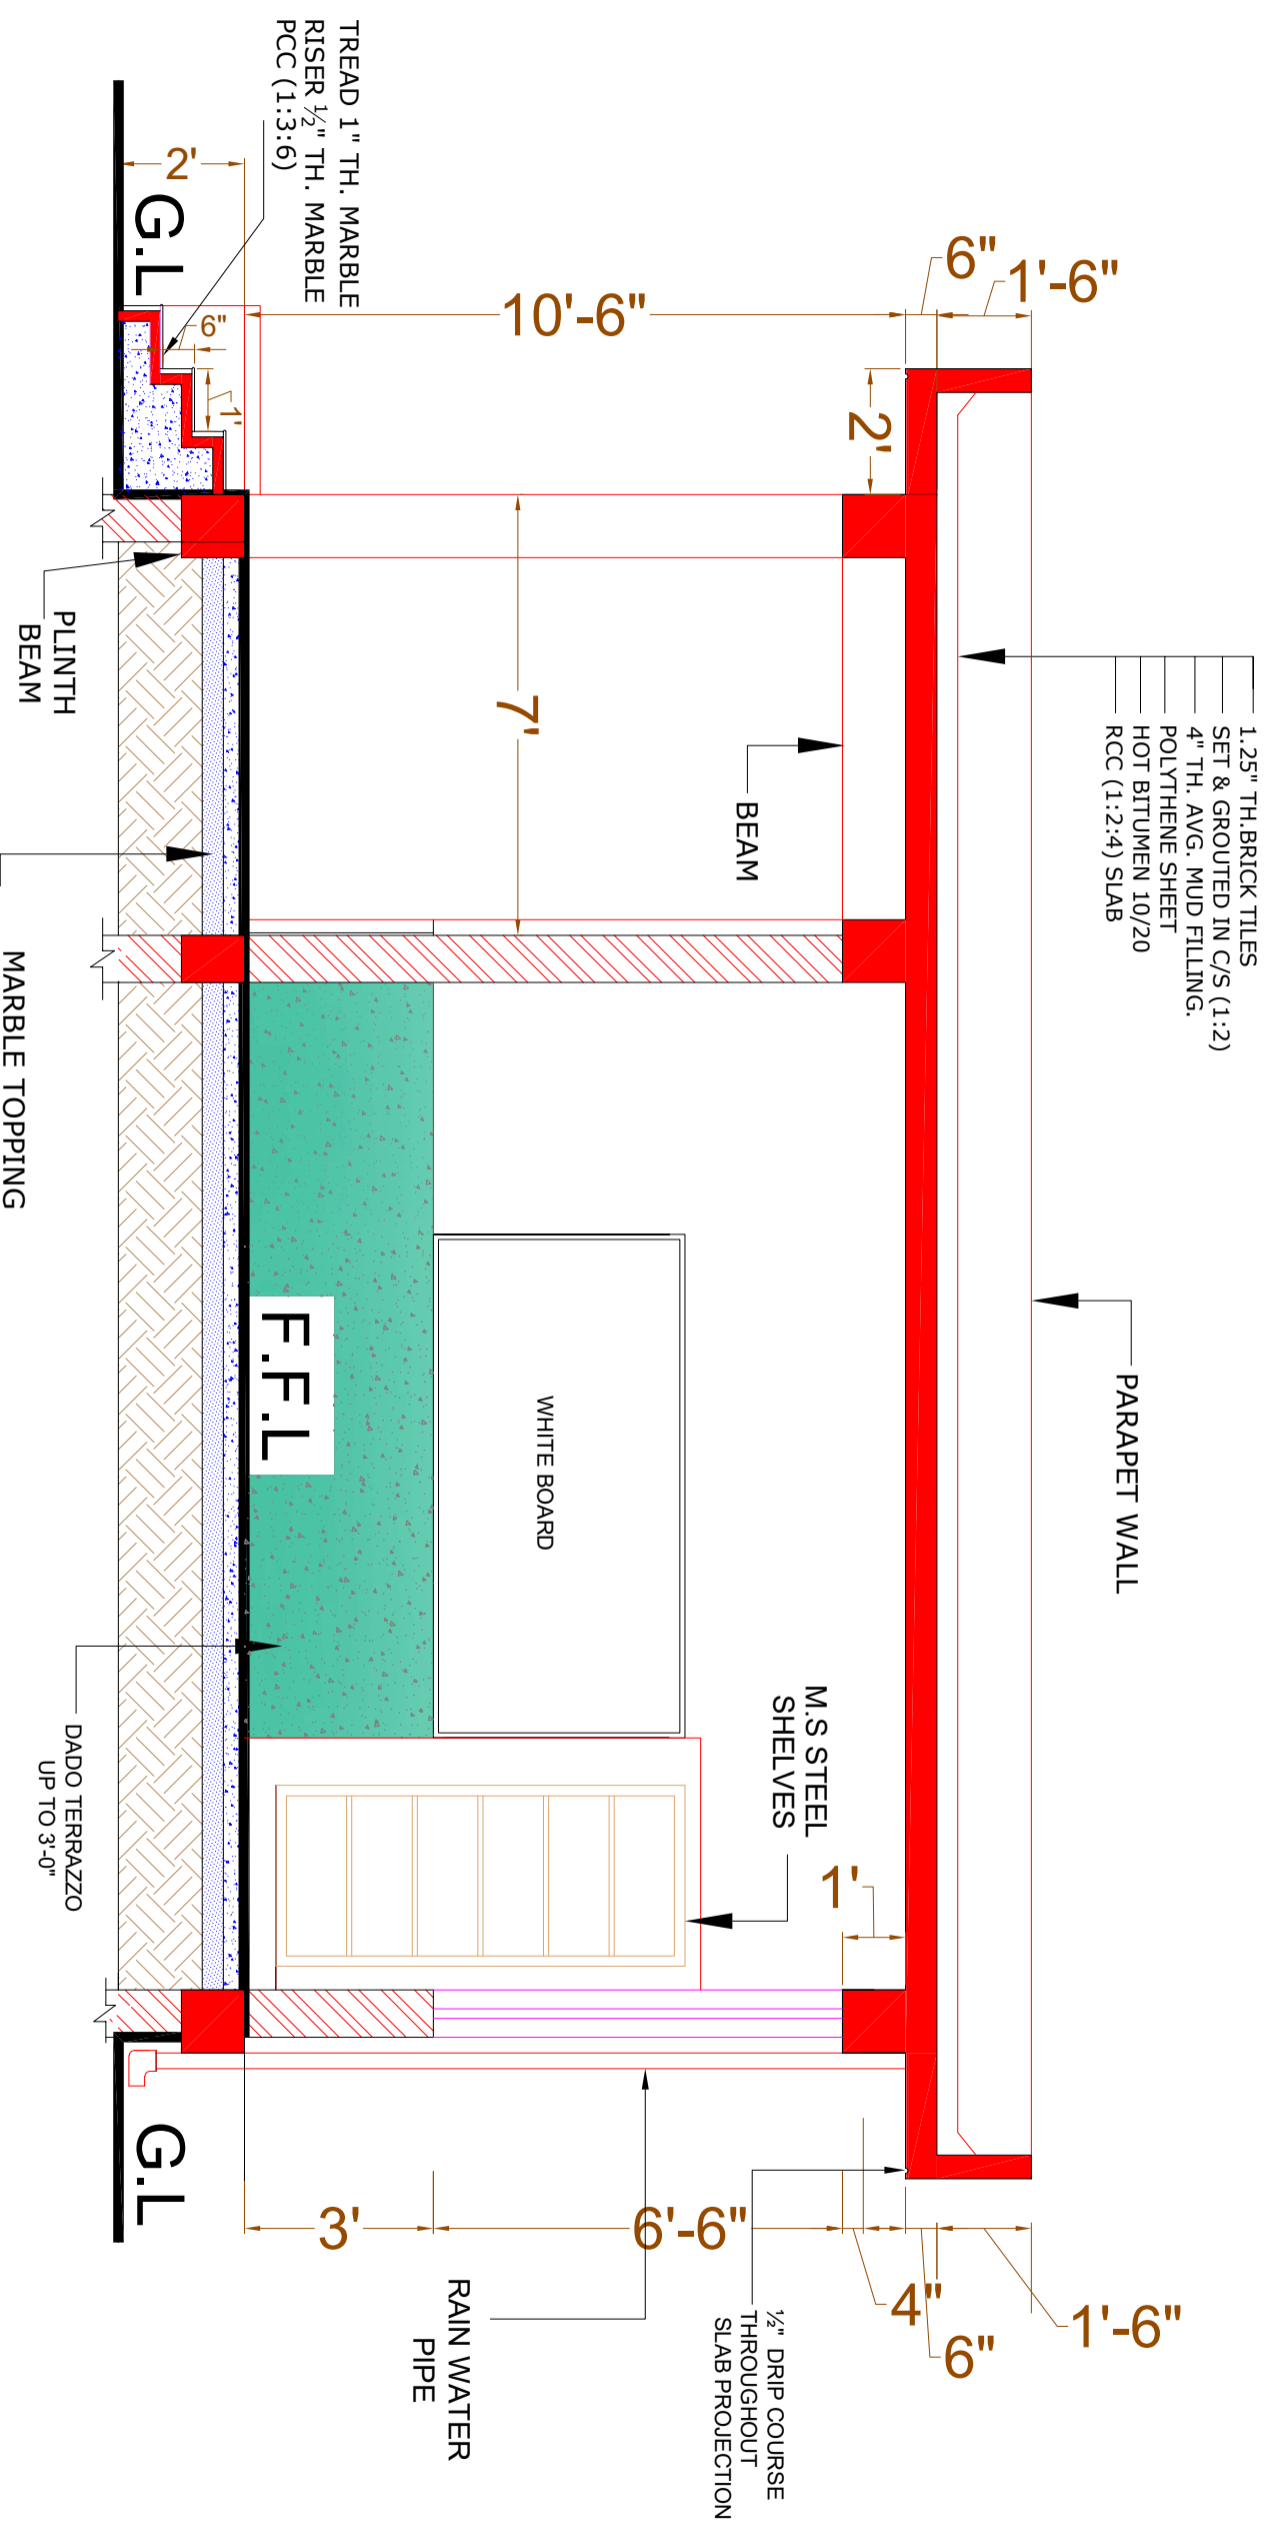 1.25" TH.BRICK TILES
SET & GROUTED IN C/S (1:2)
4" TH. AVG. MUD FILLING.
POLYTHENE SHEET
HOT BITUMEN 10/20
RCC (1:2:4) SLAB
PARAPET WALL
1'-6"
6"
1'-6"
6"
4"
2'
1'
BEAM
M.S STEEL
SHELVES
½" DRIP COURSE
THROUGHOUT
SLAB PROJECTION
10'-6"
7'
WHITE BOARD
6'-6"
RAIN WATER
PIPE
3'
TREAD 1" TH. MARBLE
RISER ½" TH. MARBLE
PCC (1:3:6)
F.F.L
2'
G.L
6"
1'
G.L
PLINTH
BEAM
DADO TERRAZZO
UP TO 3'-0"
MARBLE TOPPING